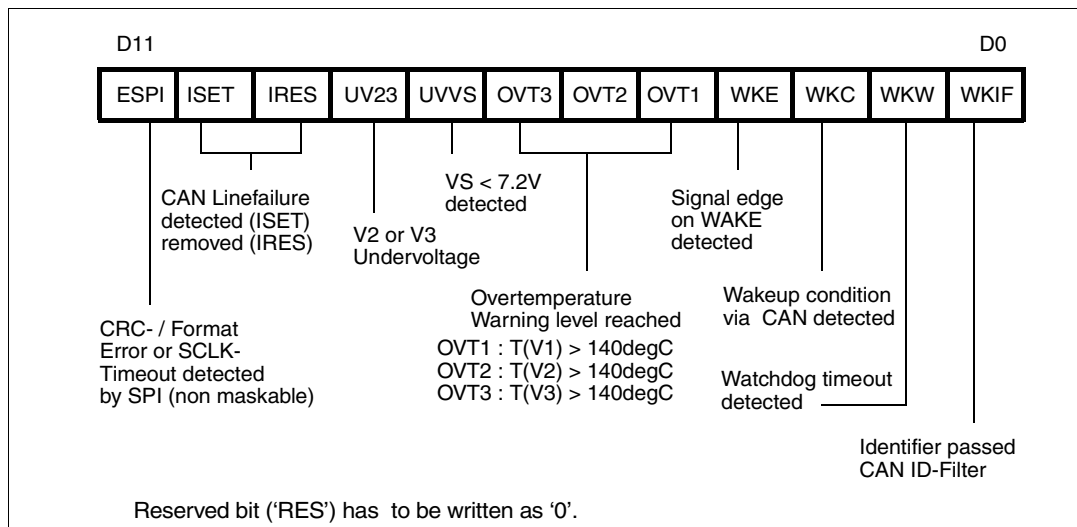 D11 D0
ESPI ISET IRES UV23 UVVS OVT3 OVT2 OVT1 WKE WKC WKW WKIF
CAN Linefailure
detected (ISET)
removed (IRES)
VS < 7.2V
detected
Signal edge
on WAKE
detected
V2 or V3
Undervoltage
CRC- / Format
Error or SCLK-
Timeout detected
by SPI (non maskable)
Overtemperature
Warning level reached
OVT1 : T(V1) > 140degC
OVT2 : T(V2) > 140degC
OVT3 : T(V3) > 140degC
Wakeup condition
via CAN detected
Watchdog timeout
detected
Identifier passed
CAN ID-Filter
Reserved bit (‘RES’) has to be written as ‘0’.